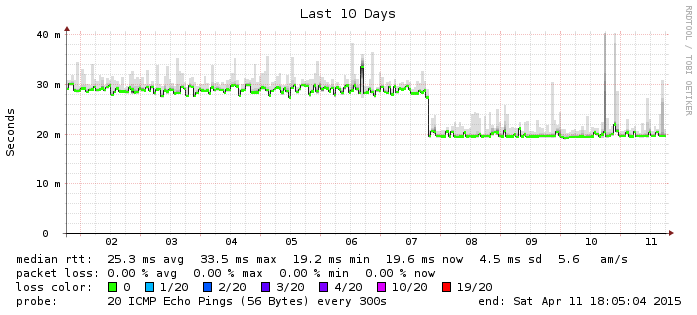 Last 10 Days
RRDTOOL / TOBI OETIKER
Seconds
40 m
30 m
20 m
10 m
0
02 03 04 05 06 07 08 09 10 11
median rtt: 25.3 ms avg 33.5 ms max 19.2 ms min 19.6 ms now 4.5 ms sd 5.6 am/s
packet loss: 0.00 % avg 0.00 % max 0.00 % min 0.00 % now
loss color: 0 1/20 2/20 3/20 4/20 10/20 19/20
probe: 20 ICMP Echo Pings (56 Bytes) every 300s end: Sat Apr 11 18:05:04 2015